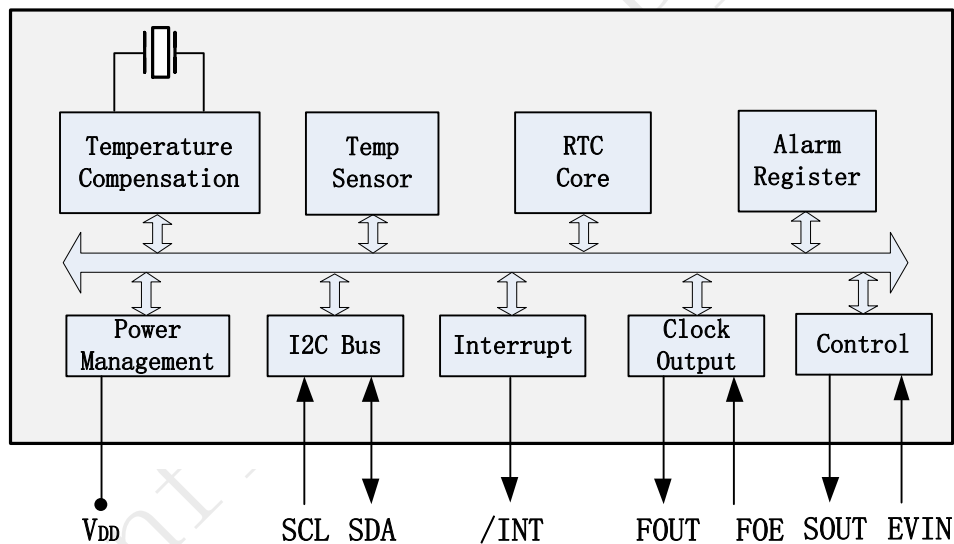 Temperature
Compensation
Temp
Sensor
RTC
Core
Alarm
Register
Power
Management
I2C Bus
Interrupt
Clock
Output
Control
VDD
SCL
SDA
/INT
FOUT
FOE
SOUT
EVIN